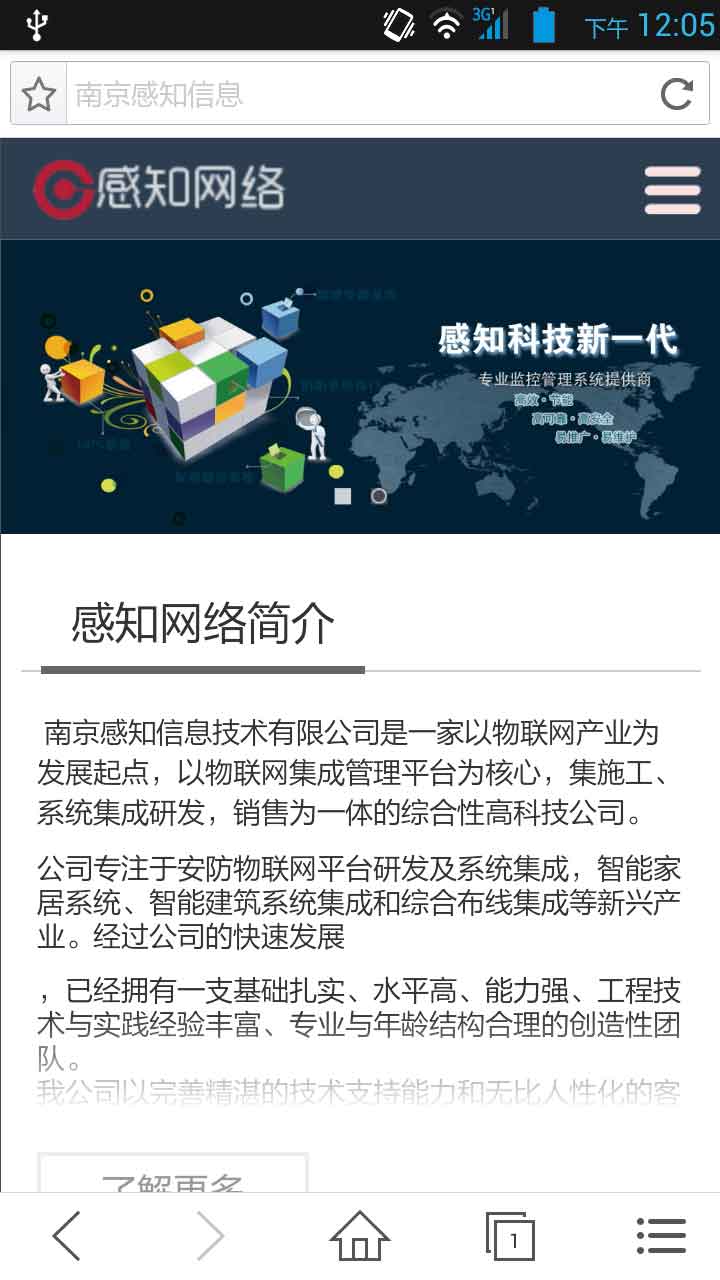 3G
下午 12:05
南京感知信息
感知网络
感知科技新一代
专业监控管理系统提供商
高效·节能
高可靠·高安全
易推广·易维护
感知网络简介
南京感知信息技术有限公司是一家以物联网产业为
发展起点，以物联网集成管理平台为核心，集施工、
系统集成研发，销售为一体的综合性高科技公司。
公司专注于安防物联网平台研发及系统集成，智能家
居系统、智能建筑系统集成和综合布线集成等新兴产
业。经过公司的快速发展
，已经拥有一支基础扎实、水平高、能力强、工程技
术与实践经验丰富、专业与年龄结构合理的创造性团
队。
我公司以完善精湛的技术支持能力和无比人性化的客
了解更多
1